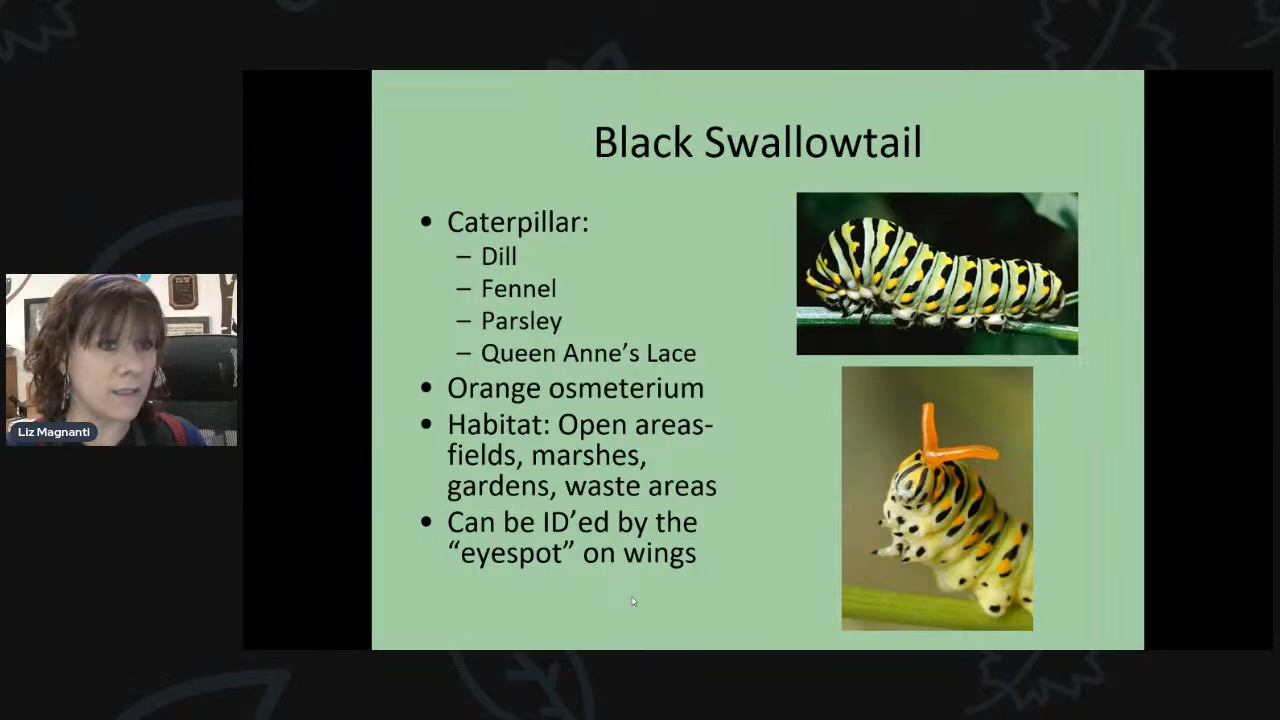 Black Swallowtail
• Caterpillar:
– Dill
– Fennel
– Parsley
– Queen Anne’s Lace
• Orange osmeterium
• Habitat: Open areas-
fields, marshes,
gardens, waste areas
• Can be ID’ed by the
“eyespot” on wings
Liz Magnanti